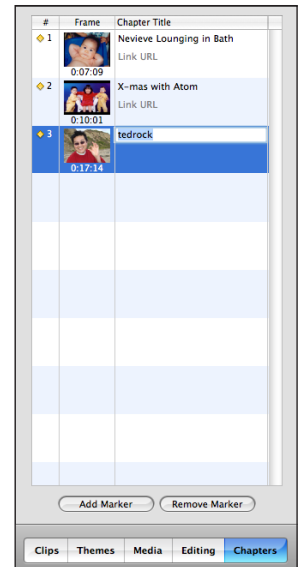 # Frame Chapter Title
1 Nevieve Lounging in Bath
Link URL
0:07:09
2 X-mas with Atom
Link URL
0:10:01
3 tedrock
0:17:14
Add Marker Remove Marker
Clips Themes Media Editing Chapters